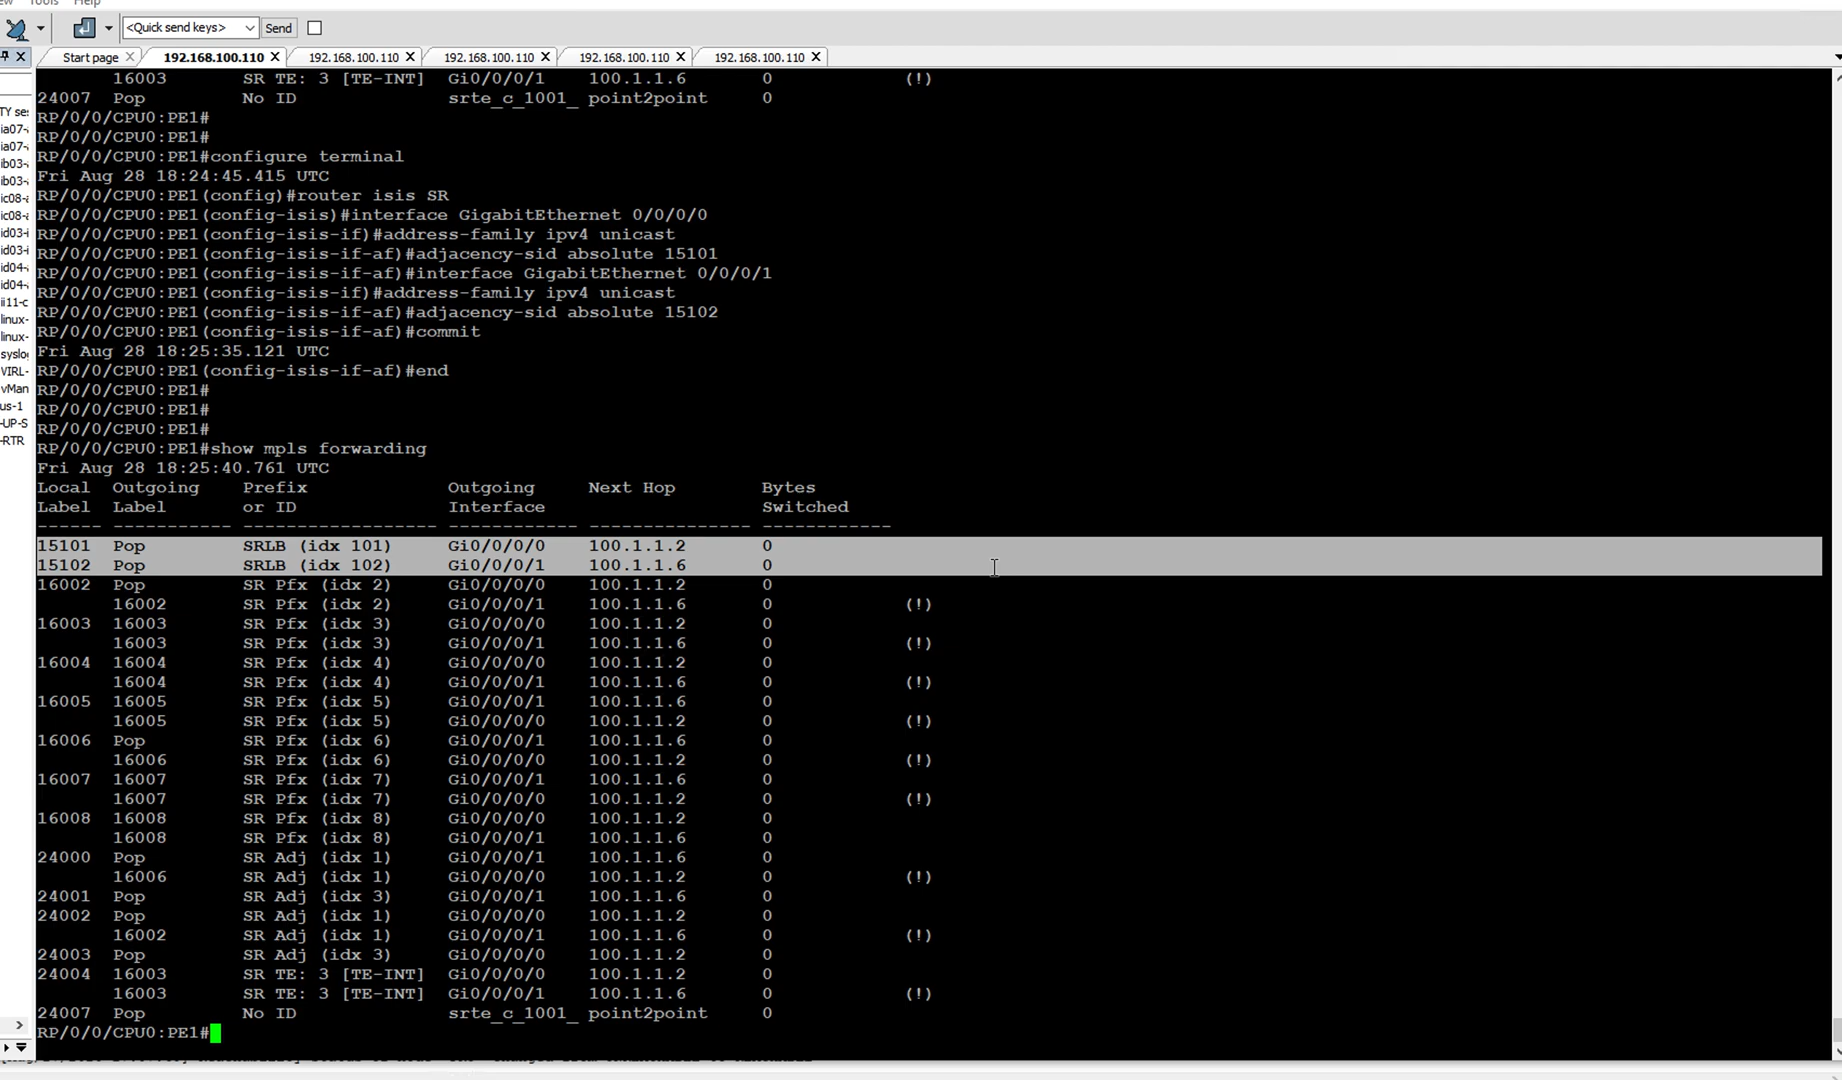 Tools Help
<Quick send keys> Send
Start page 192.168.100.110 192.168.100.110 192.168.100.110 192.168.100.110 192.168.100.110
TY se
ia07-
ia07-
ib03-
ib03-
ic08-
ic08-
id03-
id03-
id04-
id04-
ii11-c
linux-
linux-
syslo
VIRL-
vMan
us-1
-UP-S
-RTR
16003 SR TE: 3 [TE-INT] Gi0/0/0/1 100.1.1.6 0 (!)
24007 Pop No ID srte_c_1001_ point2point 0
RP/0/0/CPU0:PE1#
RP/0/0/CPU0:PE1#
RP/0/0/CPU0:PE1#configure terminal
Fri Aug 28 18:24:45.415 UTC
RP/0/0/CPU0:PE1(config)#router isis SR
RP/0/0/CPU0:PE1(config-isis)#interface GigabitEthernet 0/0/0/0
RP/0/0/CPU0:PE1(config-isis-if)#address-family ipv4 unicast
RP/0/0/CPU0:PE1(config-isis-if-af)#adjacency-sid absolute 15101
RP/0/0/CPU0:PE1(config-isis-if-af)#interface GigabitEthernet 0/0/0/1
RP/0/0/CPU0:PE1(config-isis-if)#address-family ipv4 unicast
RP/0/0/CPU0:PE1(config-isis-if-af)#adjacency-sid absolute 15102
RP/0/0/CPU0:PE1(config-isis-if-af)#commit
Fri Aug 28 18:25:35.121 UTC
RP/0/0/CPU0:PE1(config-isis-if-af)#end
RP/0/0/CPU0:PE1#
RP/0/0/CPU0:PE1#
RP/0/0/CPU0:PE1#
RP/0/0/CPU0:PE1#show mpls forwarding
Fri Aug 28 18:25:40.761 UTC
Local Outgoing Prefix Outgoing Next Hop Bytes
Label Label or ID Interface Switched
------ ----------- ------------------ ------------ --------------- ------------
15101 Pop SRLB (idx 101) Gi0/0/0/0 100.1.1.2 0
15102 Pop SRLB (idx 102) Gi0/0/0/1 100.1.1.6 0
16002 Pop SR Pfx (idx 2) Gi0/0/0/0 100.1.1.2 0
16002 SR Pfx (idx 2) Gi0/0/0/1 100.1.1.6 0 (!)
16003 16003 SR Pfx (idx 3) Gi0/0/0/0 100.1.1.2 0
16003 SR Pfx (idx 3) Gi0/0/0/1 100.1.1.6 0 (!)
16004 16004 SR Pfx (idx 4) Gi0/0/0/0 100.1.1.2 0
16004 SR Pfx (idx 4) Gi0/0/0/1 100.1.1.6 0 (!)
16005 16005 SR Pfx (idx 5) Gi0/0/0/1 100.1.1.6 0
16005 SR Pfx (idx 5) Gi0/0/0/0 100.1.1.2 0 (!)
16006 Pop SR Pfx (idx 6) Gi0/0/0/1 100.1.1.6 0
16006 SR Pfx (idx 6) Gi0/0/0/0 100.1.1.2 0 (!)
16007 16007 SR Pfx (idx 7) Gi0/0/0/1 100.1.1.6 0
16007 SR Pfx (idx 7) Gi0/0/0/0 100.1.1.2 0 (!)
16008 16008 SR Pfx (idx 8) Gi0/0/0/0 100.1.1.2 0
16008 SR Pfx (idx 8) Gi0/0/0/1 100.1.1.6 0
24000 Pop SR Adj (idx 1) Gi0/0/0/1 100.1.1.6 0
16006 SR Adj (idx 1) Gi0/0/0/0 100.1.1.2 0 (!)
24001 Pop SR Adj (idx 3) Gi0/0/0/1 100.1.1.6 0
24002 Pop SR Adj (idx 1) Gi0/0/0/0 100.1.1.2 0
16002 SR Adj (idx 1) Gi0/0/0/1 100.1.1.6 0 (!)
24003 Pop SR Adj (idx 3) Gi0/0/0/0 100.1.1.2 0
24004 16003 SR TE: 3 [TE-INT] Gi0/0/0/0 100.1.1.2 0
16003 SR TE: 3 [TE-INT] Gi0/0/0/1 100.1.1.6 0 (!)
24007 Pop No ID srte_c_1001_ point2point 0
RP/0/0/CPU0:PE1#